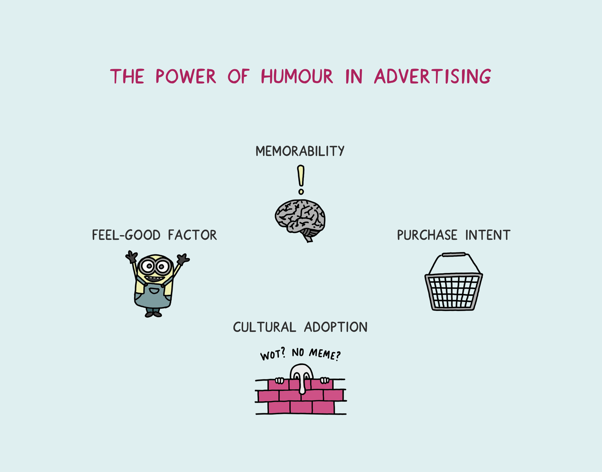 THE POWER OF HUMOUR IN ADVERTISING
MEMORABILITY
!
FEEL-GOOD FACTOR
PURCHASE INTENT
CULTURAL ADOPTION
WOT? NO MEME?